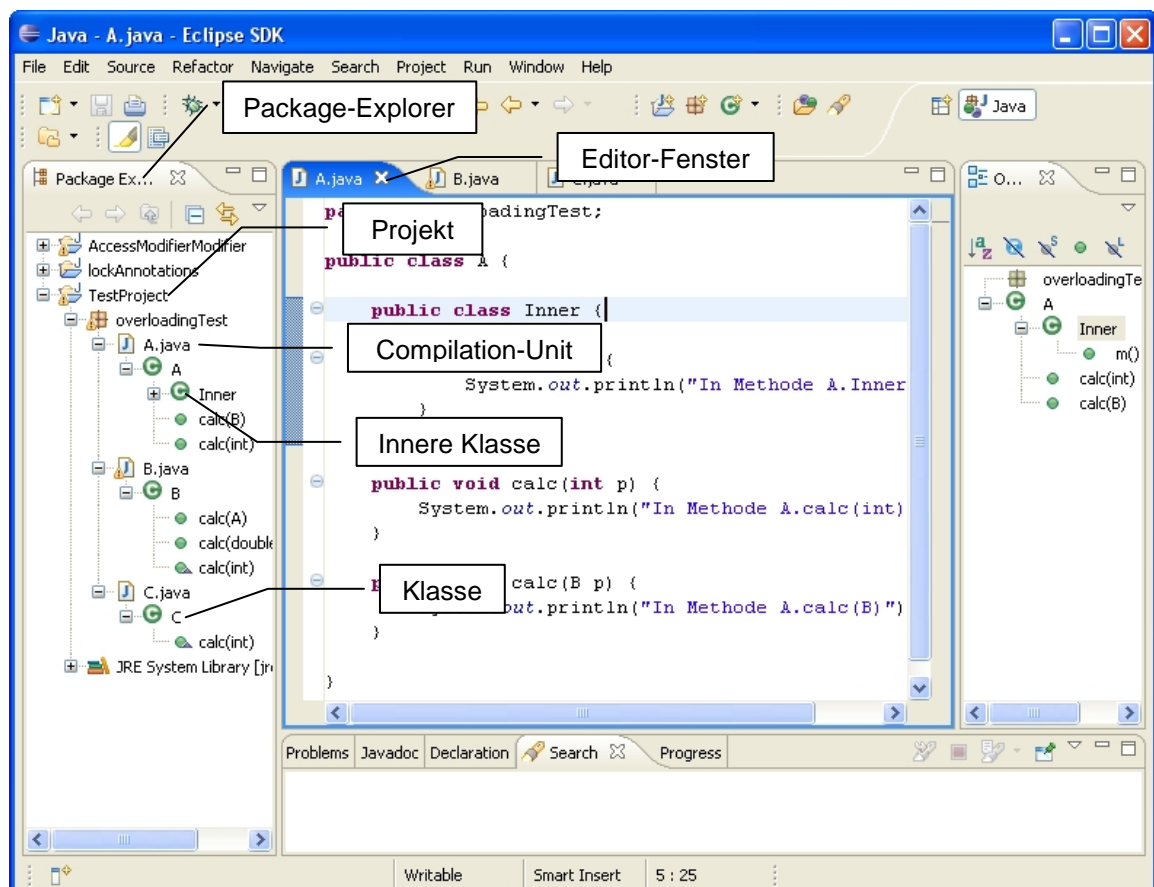 Java - A.java - Eclipse SDK
File Edit Source Refactor Navigate Search Project Run Window Help
Package-Explorer
Java
Editor-Fenster
Package Ex...
A.java
B.java
O...
Projekt
AccessModifierModifier
lockAnnotations
TestProject
overloadingTest
A.java
A
Inner
calc(B)
calc(int)
B.java
B
calc(A)
calc(double
calc(int)
C.java
C
calc(int)
JRE System Library [jr
oadingTest;
public class A {
public class Inner {
Compilation-Unit
{
System.out.println("In Methode A.Inner
}
Innere Klasse
public void calc(int p) {
System.out.println("In Methode A.calc(int)
}
Klasse
calc(B p) {
out.println("In Methode A.calc(B)")
}
}
overloadingTe
A
Inner
m()
calc(int)
calc(B)
Problems Javadoc Declaration Search Progress
Writable Smart Insert 5 : 25